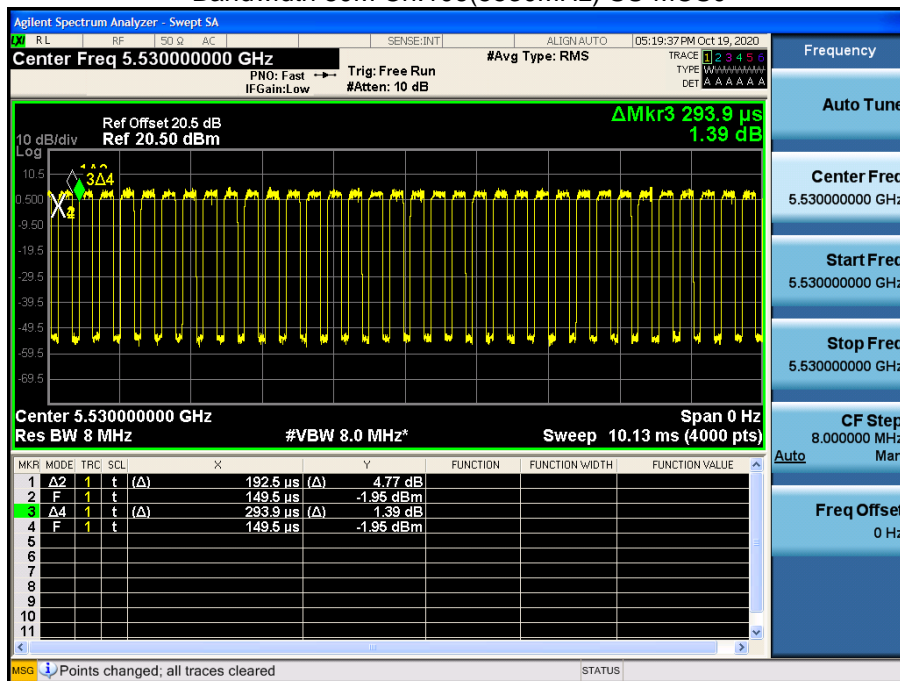 Agilent Spectrum Analyzer - Swept SA
LXI RL RF 50 Ω AC SENSE:INT ALIGN AUTO 05:19:37 PM Oct 19, 2020
Center Freq 5.530000000 GHz #Avg Type: RMS TRACE 1 2 3 4 5 6
PNO: Fast Trig: Free Run TYPE WWWWWW
IFGain:Low #Atten: 10 dB DET A A A A A A
Ref Offset 20.5 dB ΔMkr3 293.9 µs
10 dB/div Ref 20.50 dBm 1.39 dB
Log
10.5
3Δ4
0.500
-9.50
-19.5
-29.5
-39.5
-49.5
-59.5
-69.5
Center 5.530000000 GHz Span 0 Hz
Res BW 8 MHz #VBW 8.0 MHz* Sweep 10.13 ms (4000 pts)
MKR MODE TRC SCL X Y FUNCTION FUNCTION WIDTH FUNCTION VALUE
1 Δ2 1 t (Δ) 192.5 µs (Δ) 4.77 dB
2 F 1 t 149.5 µs -1.95 dBm
3 Δ4 1 t (Δ) 293.9 µs (Δ) 1.39 dB
4 F 1 t 149.5 µs -1.95 dBm
5
6
7
8
9
10
11
MSG Points changed; all traces cleared STATUS
Frequency
Auto Tune
Center Freq
5.530000000 GHz
Start Freq
5.530000000 GHz
Stop Freq
5.530000000 GHz
CF Step
8.000000 MHz
Auto Man
Freq Offset
0 Hz